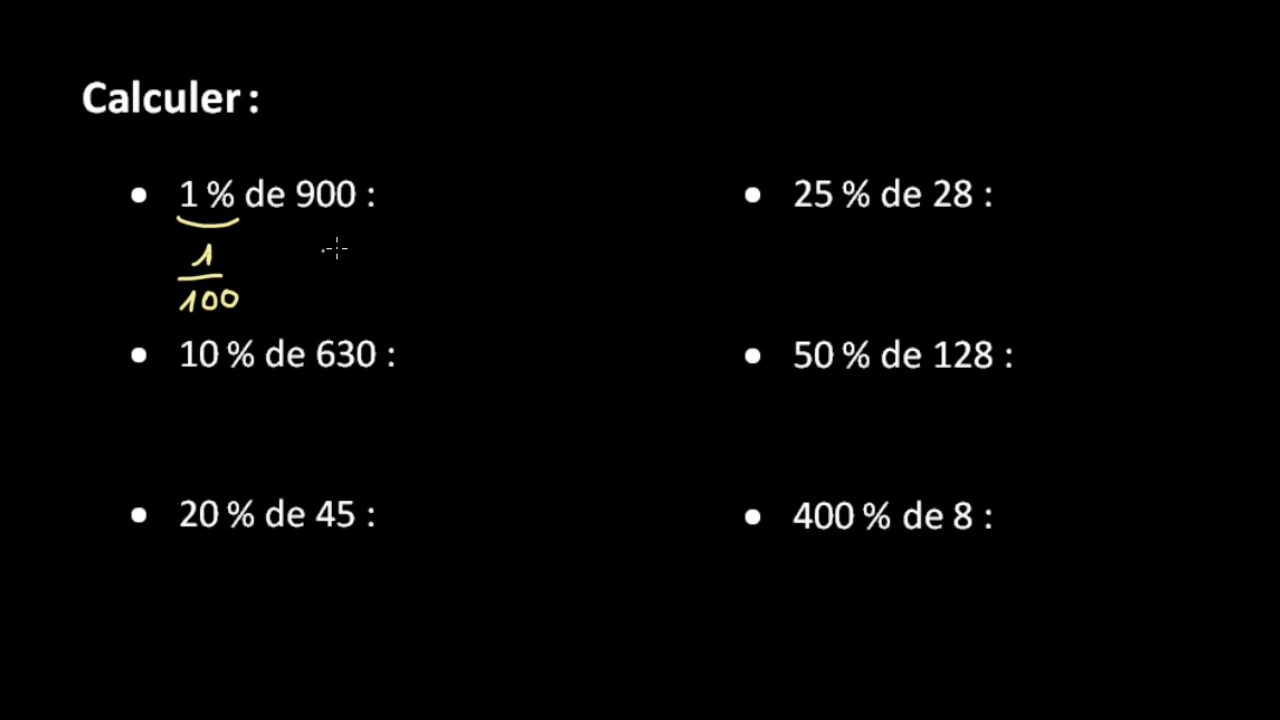 Calculer :
• 1 % de 900 :
1
100
• 10 % de 630 :
• 20 % de 45 :
• 25 % de 28 :
• 50 % de 128 :
• 400 % de 8 :